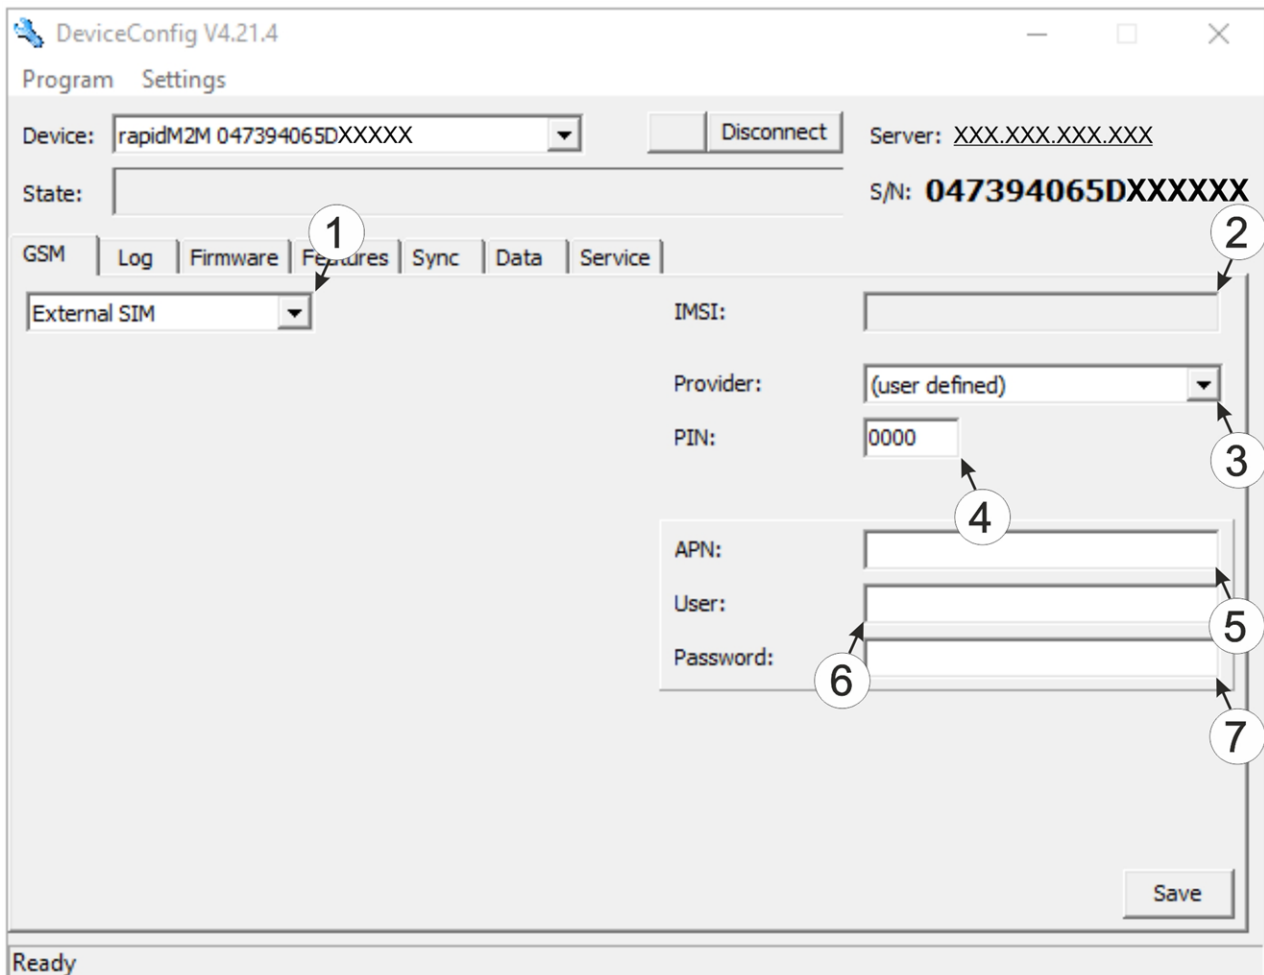 DeviceConfig V4.21.4
Program Settings
Device: rapidM2M 047394065DXXXXX Disconnect Server: XXX.XXX.XXX.XXX
State: S/N: 047394065DXXXXXX
1 2
GSM Log Firmware Features Sync Data Service
External SIM IMSI:
Provider: (user defined)
PIN: 0000
3
4
APN:
User:
5
Password:
6
7
Save
Ready